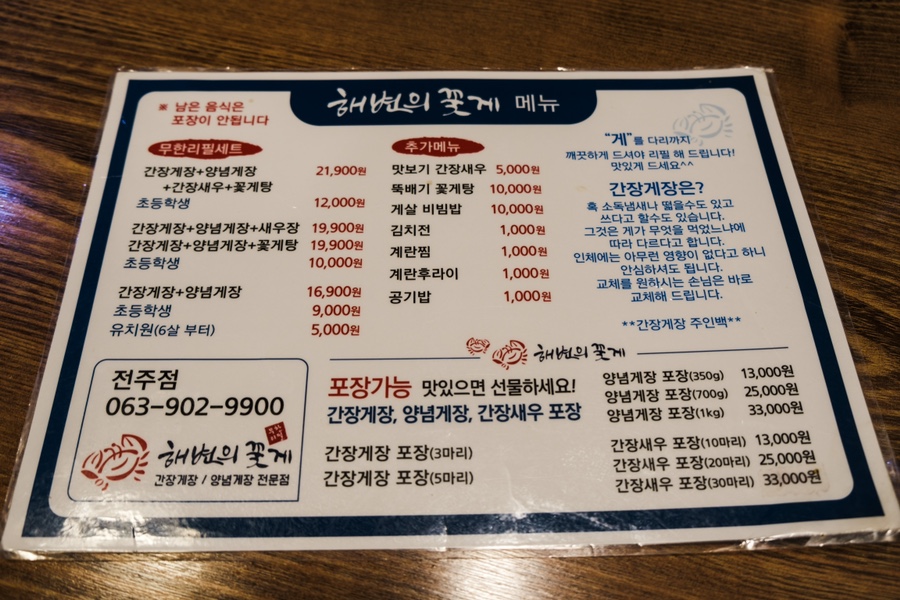 ※ 남은 음식은
포장이 안됩니다
해변의 꽃게 메뉴
무한리필세트
간장게장+양념게장 21,900원
+간장새우+꽃게탕
초등학생 12,000원
간장게장+양념게장+새우장 19,900원
간장게장+양념게장+꽃게탕 19,900원
초등학생 10,000원
간장게장+양념게장 16,900원
초등학생 9,000원
유치원(6살 부터) 5,000원
추가메뉴
맛보기 간장새우 5,000원
뚝배기 꽃게탕 10,000원
게살 비빔밥 10,000원
김치전 1,000원
계란찜 1,000원
계란후라이 1,000원
공기밥 1,000원
"게"를 다리까지
깨끗하게 드셔야 리필 해 드립니다!
맛있게 드세요^^
간장게장은?
혹 소독냄새나 떫을수도 있고
쓰다고 할수도 있습니다.
그것은 게가 무엇을 먹었느냐에
따라 다르다고 합니다.
인체에는 아무런 영향이 없다고 하니
안심하셔도 됩니다.
교체를 원하시는 손님은 바로
교체해 드립니다.
**간장게장 주인백**
전주점
063-902-9900
무한리필
해변의 꽃게
간장게장 / 양념게장 전문점
해변의 꽃게
포장가능 맛있으면 선물하세요!
간장게장, 양념게장, 간장새우 포장
간장게장 포장(3마리)
간장게장 포장(5마리)
양념게장 포장(350g) 13,000원
양념게장 포장(700g) 25,000원
양념게장 포장(1kg) 33,000원
간장새우 포장(10마리) 13,000원
간장새우 포장(20마리) 25,000원
간장새우 포장(30마리) 33,000원